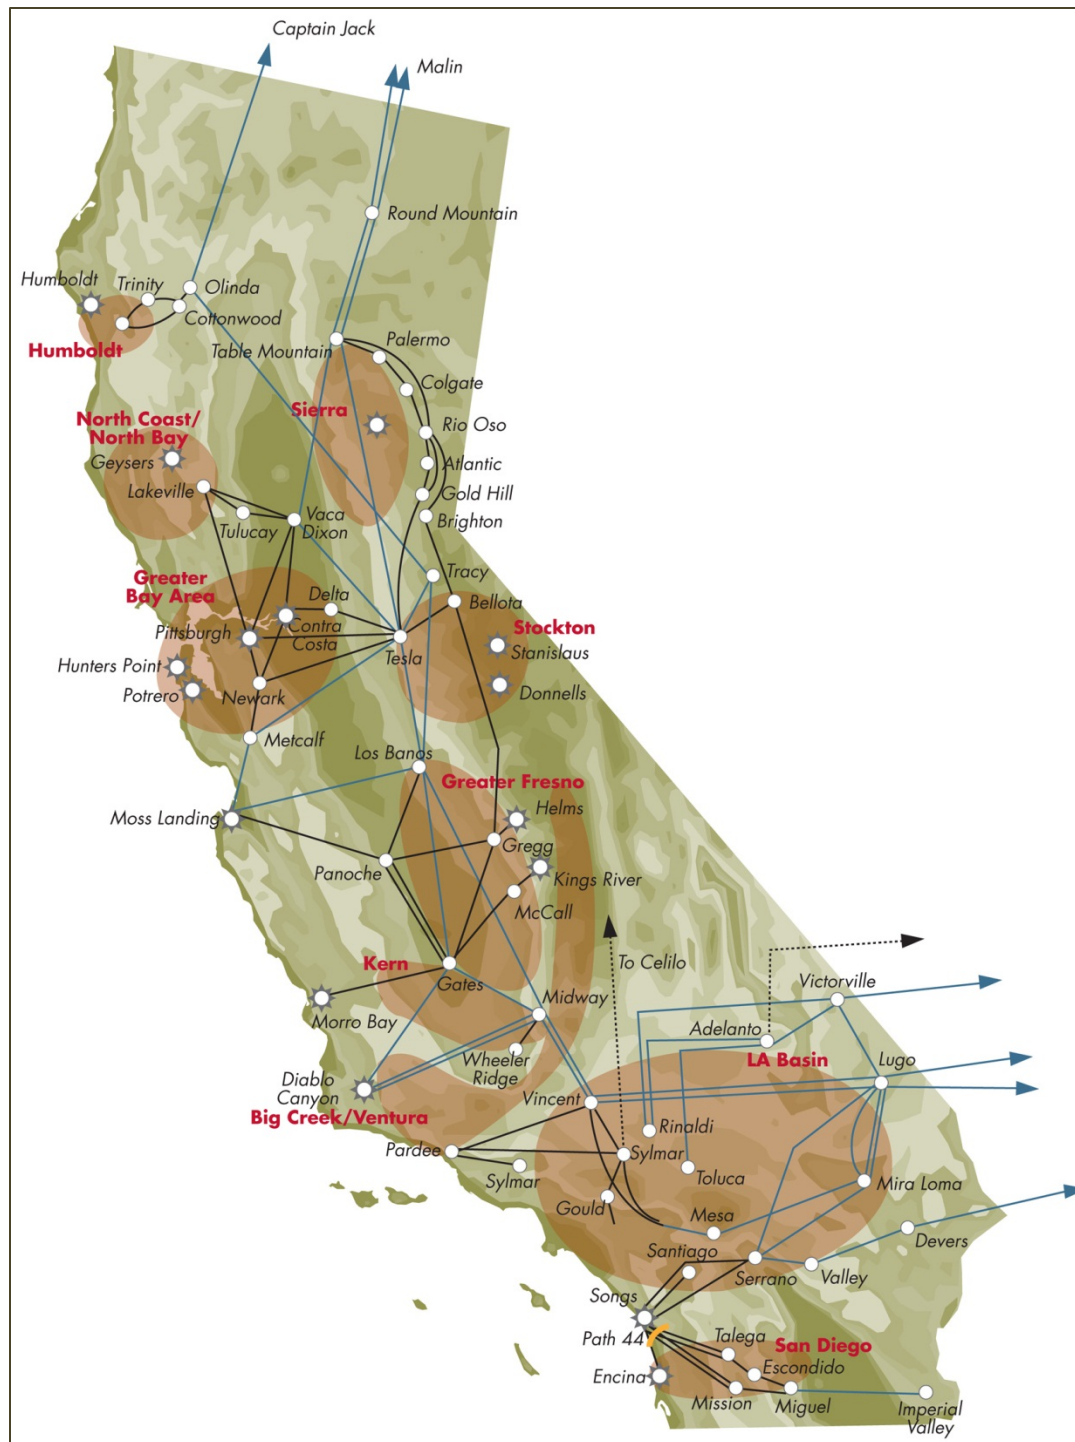 Captain Jack
Malin
Round Mountain
Humboldt
Trinity
Olinda
Cottonwood
Humboldt
Table Mountain
Palermo
Colgate
Sierra
North Coast/
North Bay
Rio Oso
Geysers
Atlantic
Lakeville
Gold Hill
Tulucay
Vaca
Dixon
Brighton
Greater
Bay Area
Delta
Tracy
Bellota
Pittsburgh
Contra
Costa
Stockton
Stanislaus
Tesla
Hunters Point
Potrero
Newark
Donnells
Metcalf
Los Banos
Greater Fresno
Helms
Moss Landing
Gregg
Panoche
Kings River
McCall
Kern
To Celilo
Gates
Victorville
Midway
Morro Bay
Adelanto
LA Basin
Wheeler
Ridge
Lugo
Diablo
Canyon
Vincent
Big Creek/Ventura
Rinaldi
Pardee
Sylmar
Sylmar
Toluca
Mira Loma
Gould
Mesa
Devers
Santiago
Serrano
Valley
Songs
Path 44
Talega
San Diego
Encina
Escondido
Mission
Miguel
Imperial
Valley